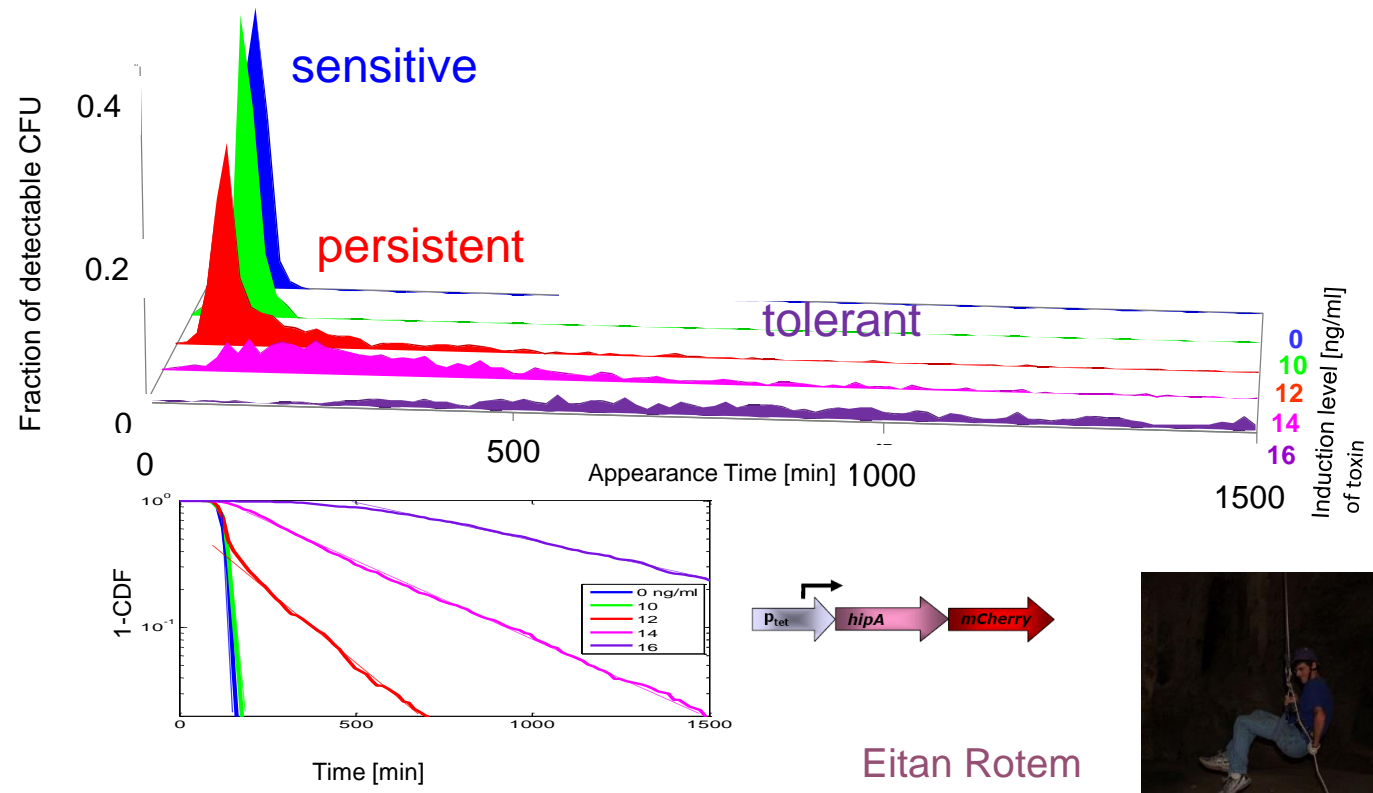 sensitive
0.4
Fraction of detectable CFU
persistent
0.2
tolerant
0
10
12
14
16
Induction level [ng/ml]
of toxin
0
0
500
Appearance Time [min]
1000
1500
10⁰
10⁻¹
1-CDF
0 ng/ml
10
12
14
16
0
500
1000
1500
Time [min]
Ptet
hipA
mCherry
Eitan Rotem